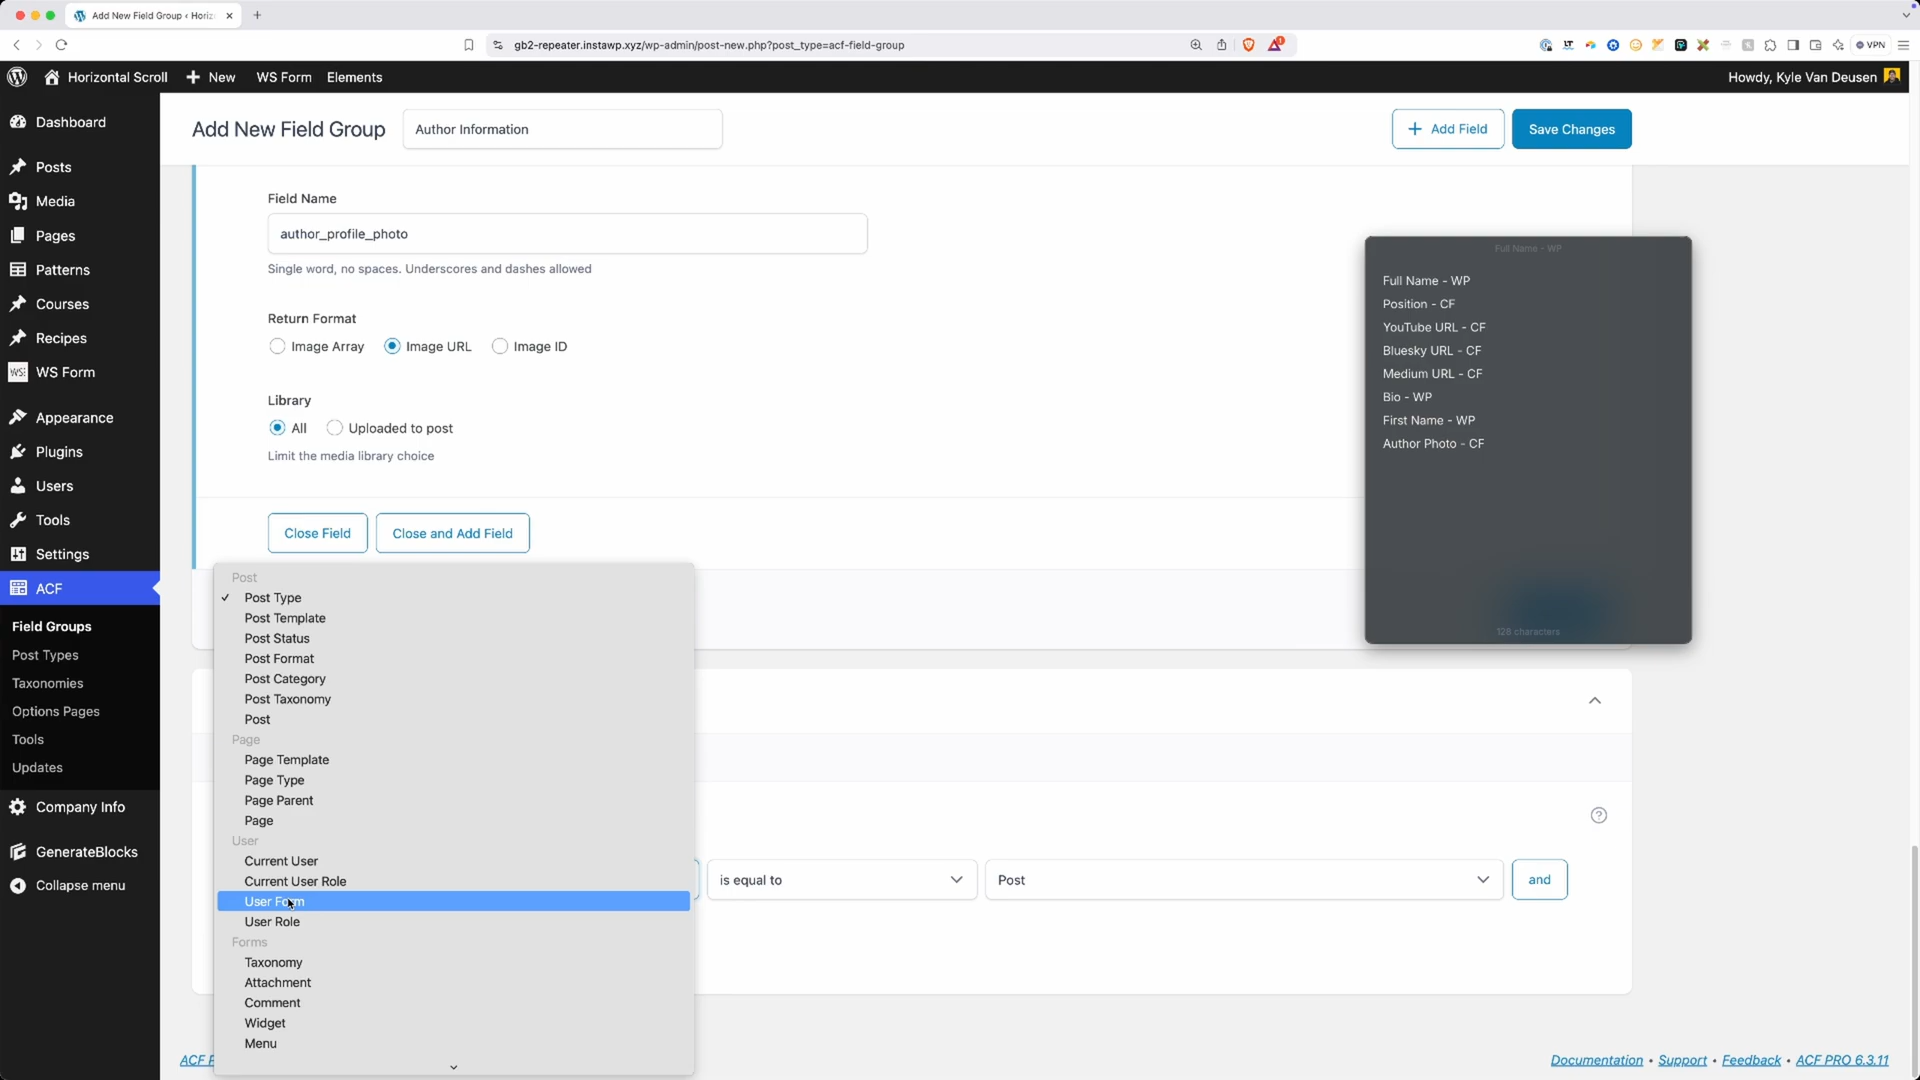 Add New Field Group ‹ Horiz
gb2-repeater.instawp.xyz/wp-admin/post-new.php?post_type=acf-field-group
VPN
Horizontal Scroll
New
WS Form
Elements
Howdy, Kyle Van Deusen
Dashboard
Posts
Media
Pages
Patterns
Courses
Recipes
WS Form
Appearance
Plugins
Users
Tools
Settings
ACF
Field Groups
Post Types
Taxonomies
Options Pages
Tools
Updates
Company Info
GenerateBlocks
Collapse menu
Add New Field Group
Author Information
+ Add Field
Save Changes
Field Name
author_profile_photo
Single word, no spaces. Underscores and dashes allowed
Return Format
Image Array
Image URL
Image ID
Library
All
Uploaded to post
Limit the media library choice
Close Field
Close and Add Field
Post
✓ Post Type
Post Template
Post Status
Post Format
Post Category
Post Taxonomy
Post
Page
Page Template
Page Type
Page Parent
Page
User
Current User
Current User Role
User Form
User Role
Forms
Taxonomy
Attachment
Comment
Widget
Menu
is equal to
Post
and
Full Name - WP
Full Name - WP
Position - CF
YouTube URL - CF
Bluesky URL - CF
Medium URL - CF
Bio - WP
First Name - WP
Author Photo - CF
128 characters
ACF P
Documentation • Support • Feedback • ACF PRO 6.3.11